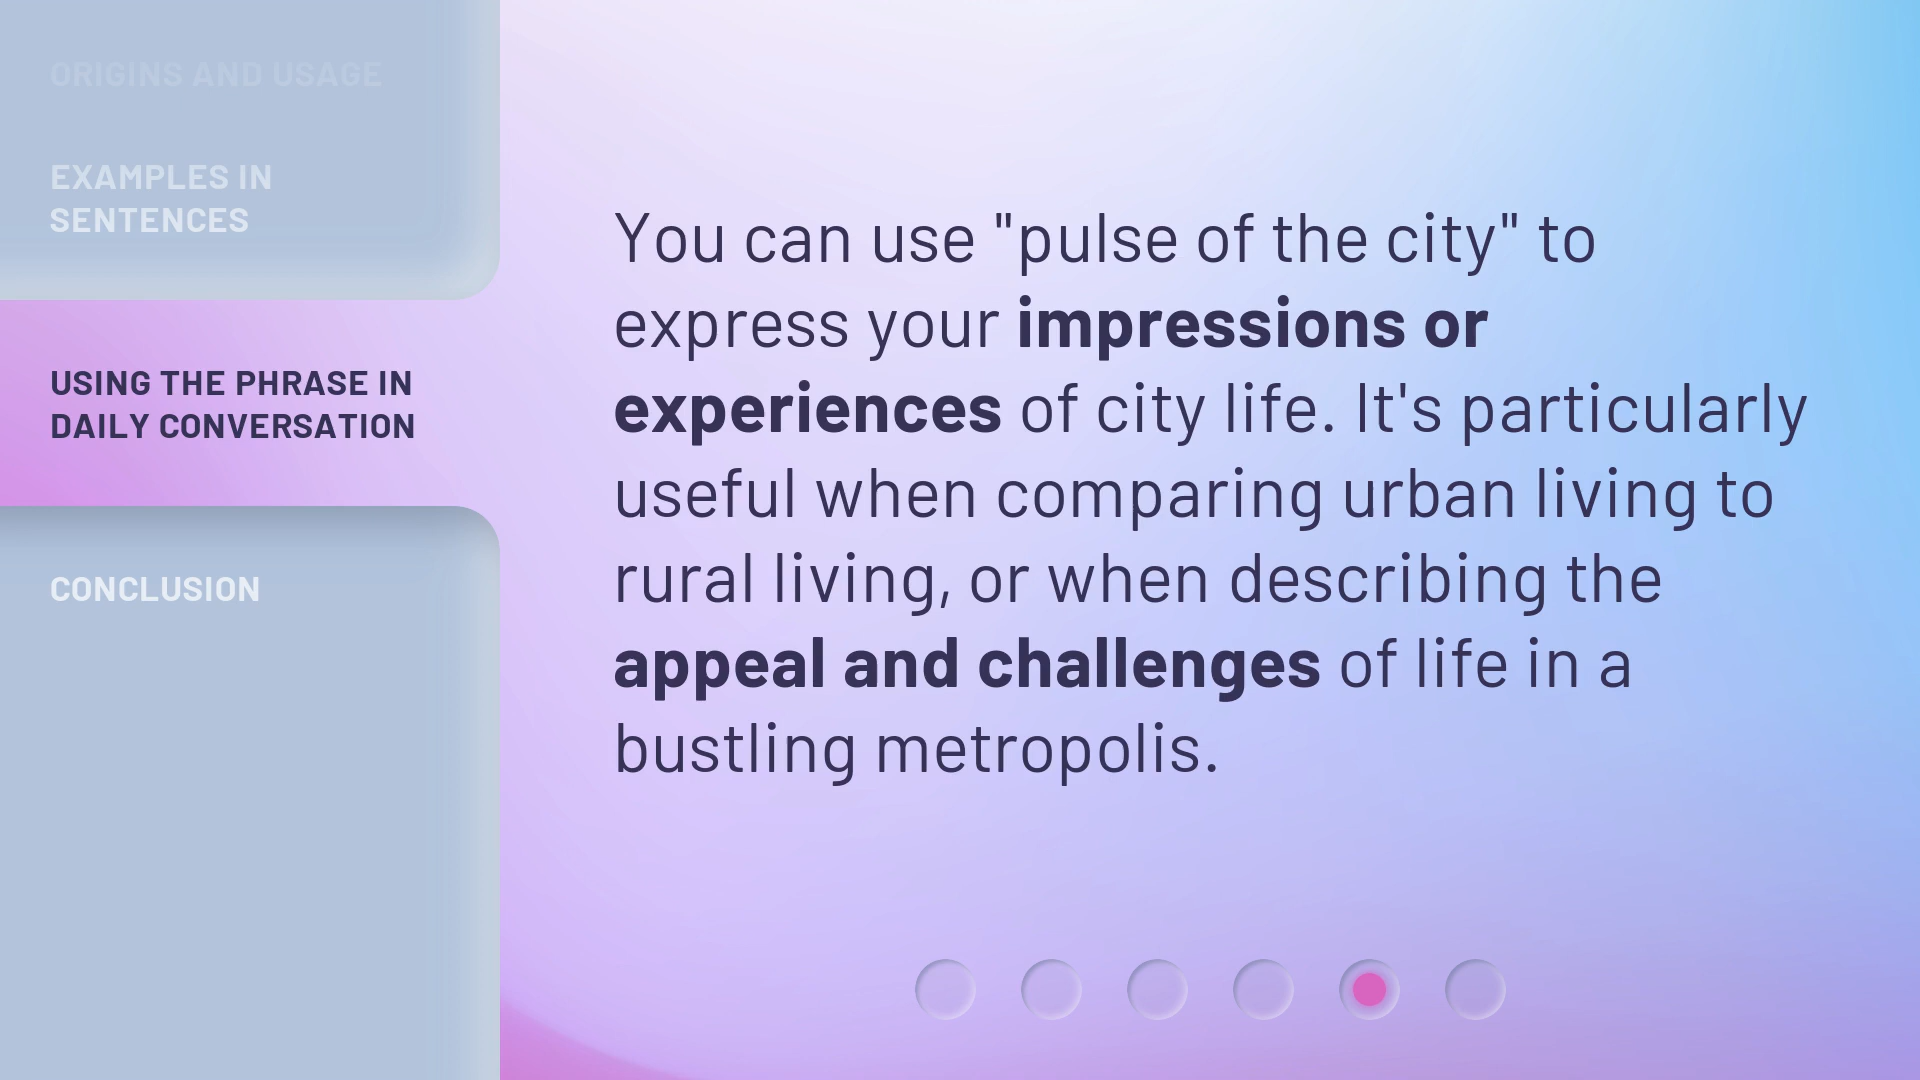 ORIGINS AND USAGE
EXAMPLES IN
SENTENCES
USING THE PHRASE IN
DAILY CONVERSATION
CONCLUSION
You can use "pulse of the city" to
express your impressions or
experiences of city life. It's particularly
useful when comparing urban living to
rural living, or when describing the
appeal and challenges of life in a
bustling metropolis.